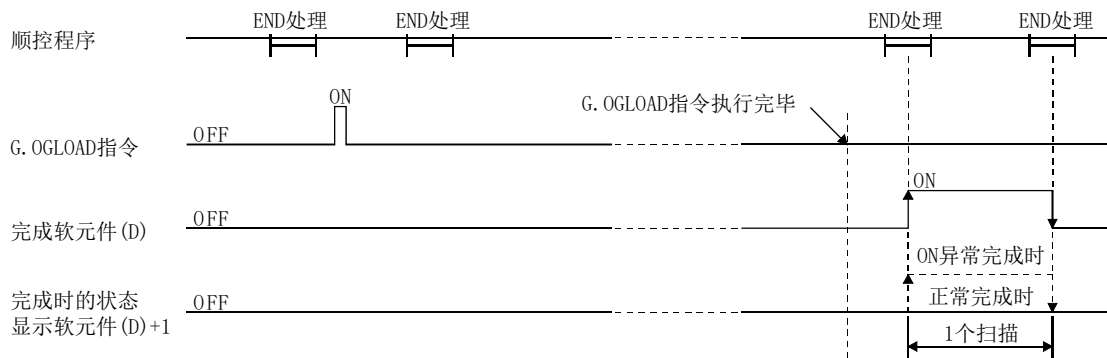 END处理 END处理 END处理 END处理
顺控程序
ON
G.OGLOAD指令执行完毕
G.OGLOAD指令 OFF
ON
完成软元件(D) OFF
ON异常完成时
完成时的状态 OFF 正常完成时
显示软元件(D)+1
1个扫描